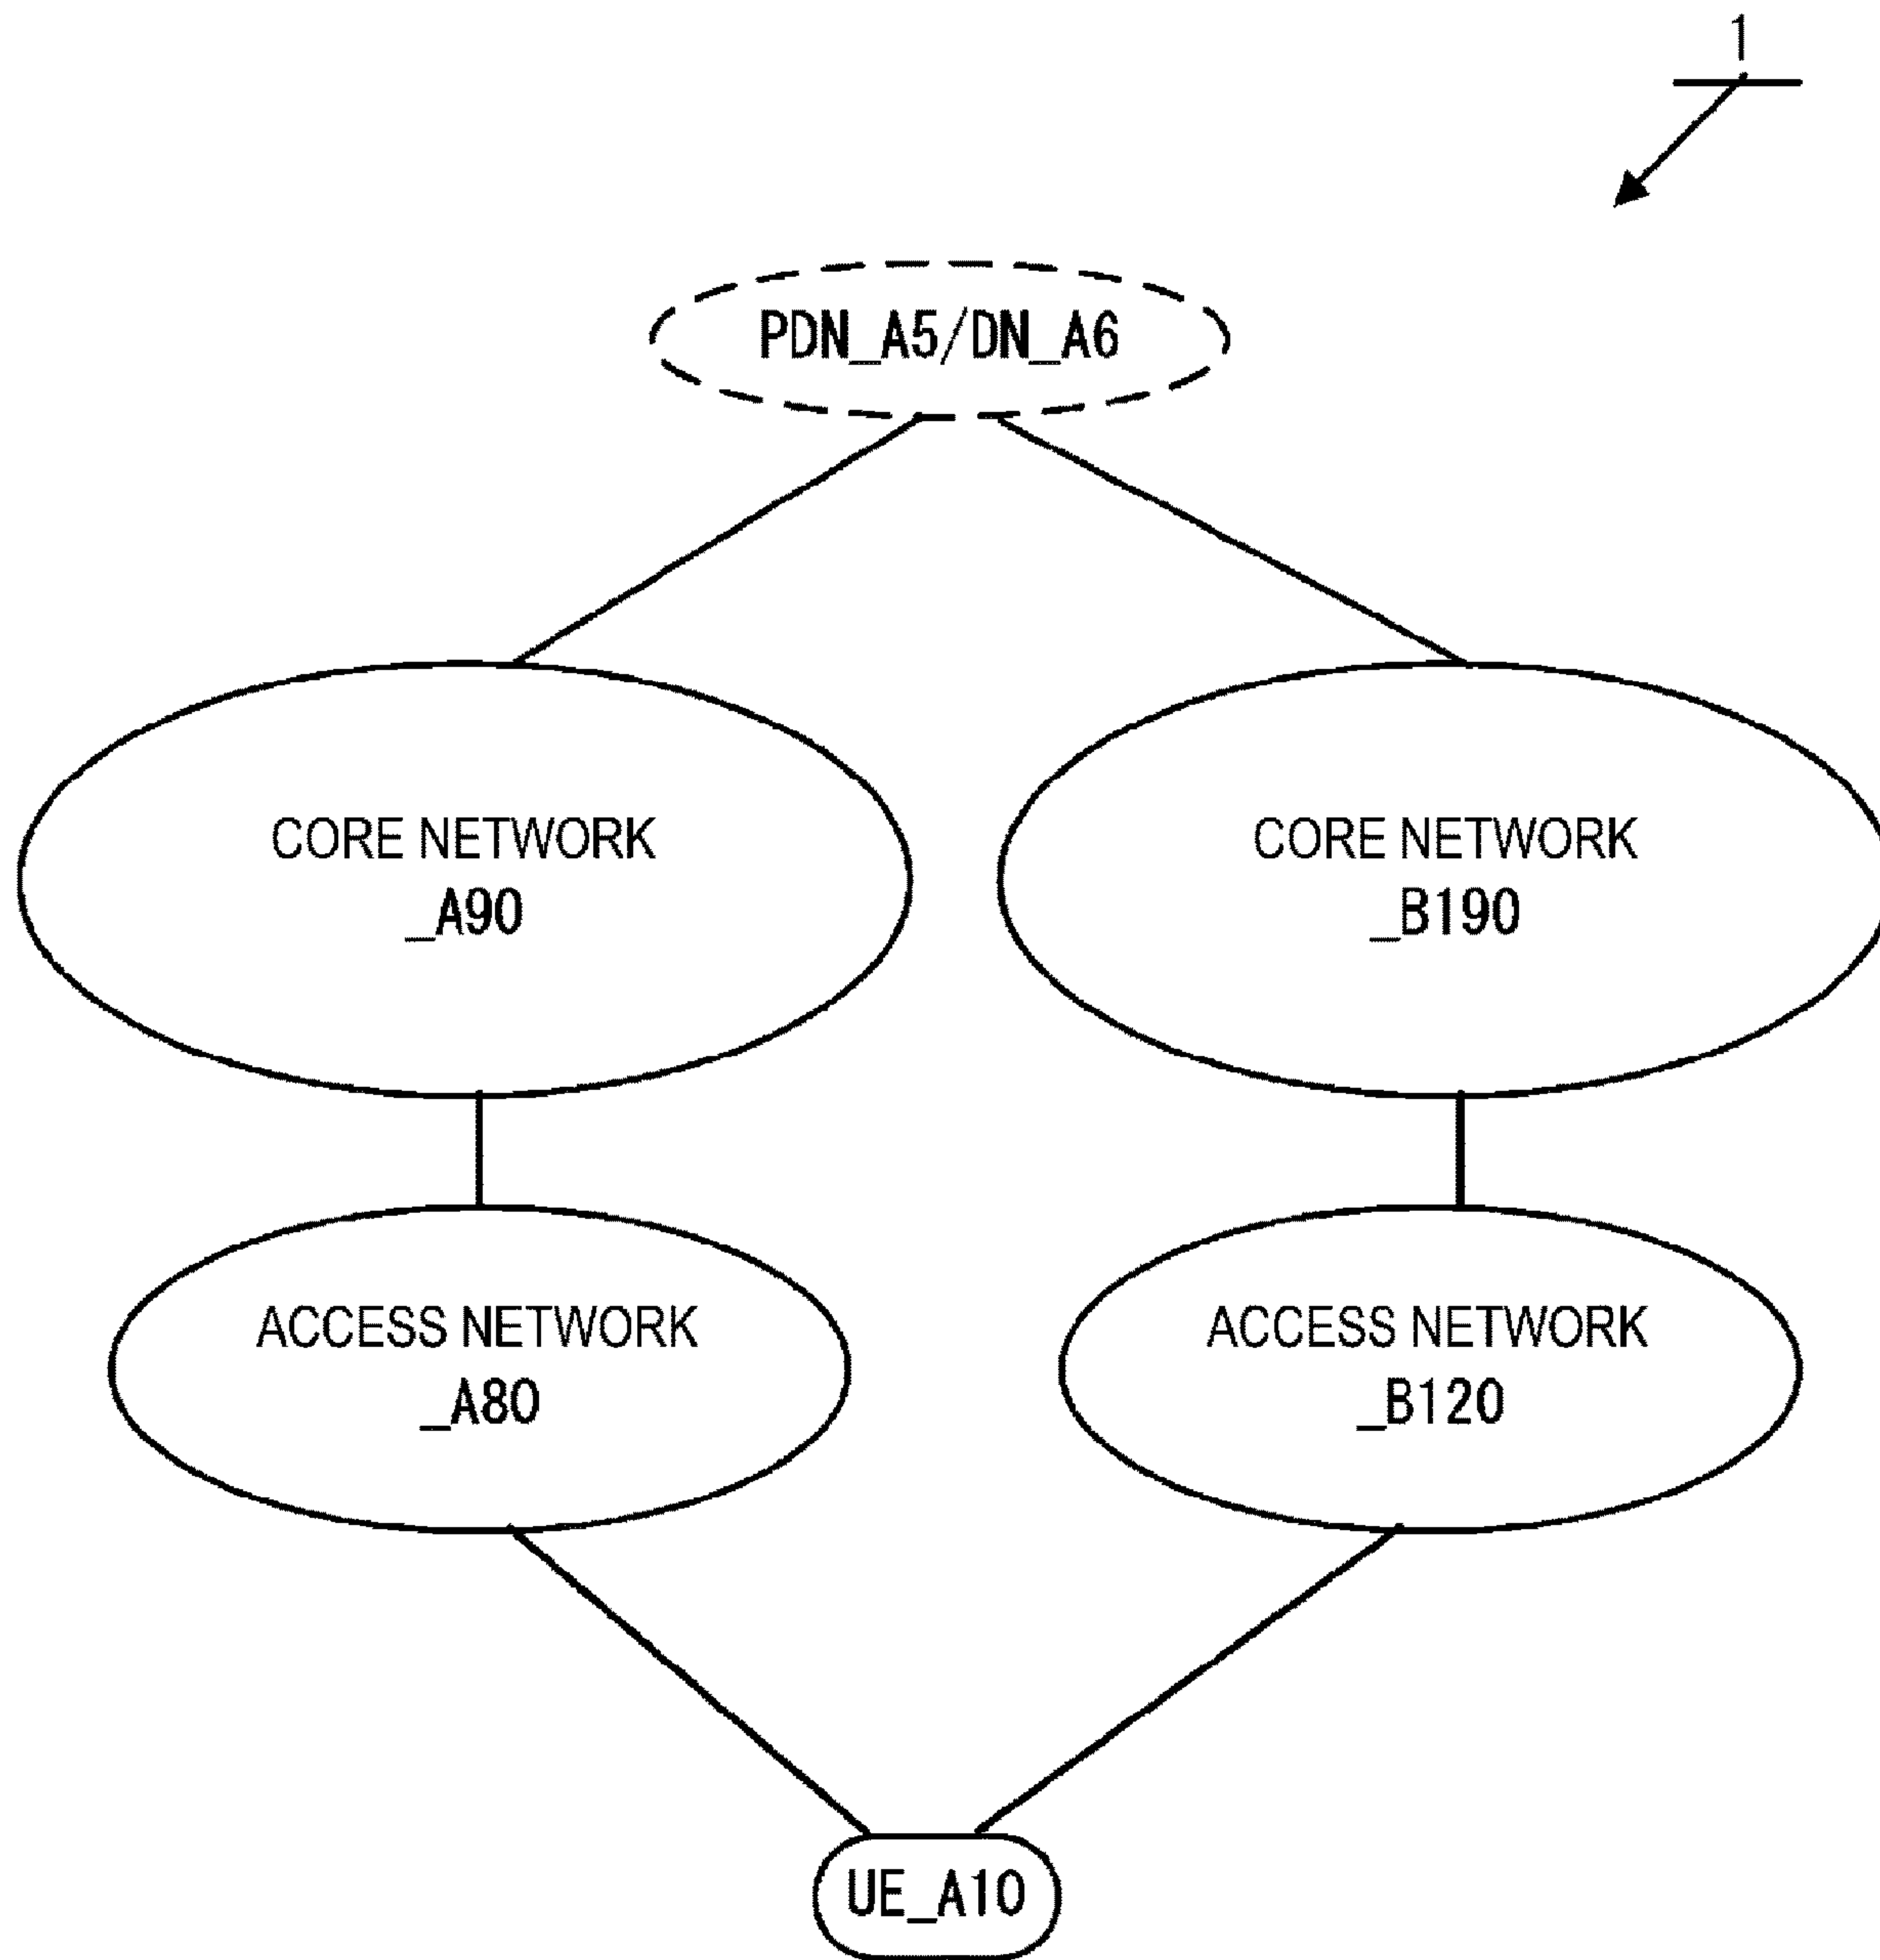 1
PDN_A5/DN_A6
CORE NETWORK
_A90
CORE NETWORK
_B190
ACCESS NETWORK
_A80
ACCESS NETWORK
_B120
UE_A10